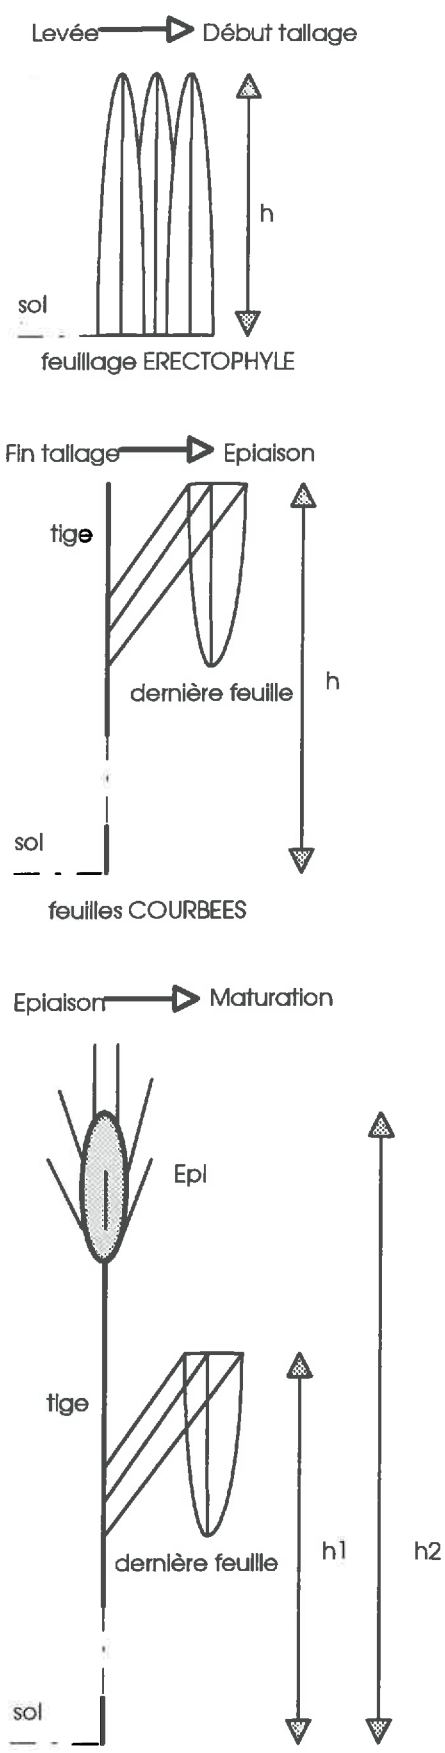 Levée Début tallage
h
sol
feuillage ERECTOPHYLE
Fin tallage Epiaison
tige
dernière feuille
h
sol
feuilles COURBEES
Epiaison Maturation
Epl
tige
dernière feuille
h1
h2
sol